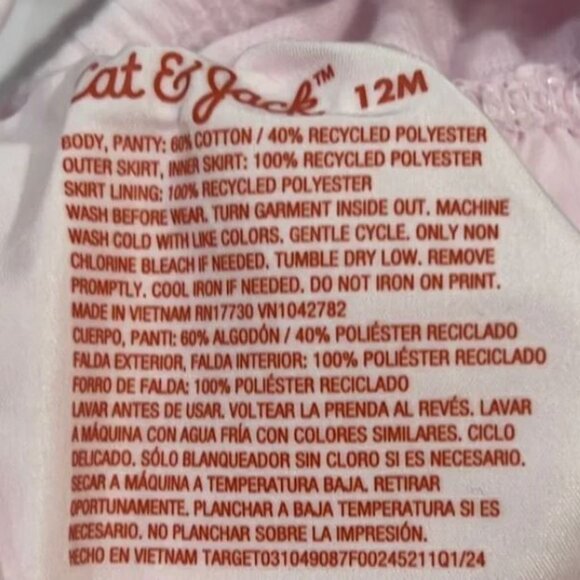 Cat & Jack™ 12M
BODY, PANTY: 60% COTTON / 40% RECYCLED POLYESTER
OUTER SKIRT, INNER SKIRT: 100% RECYCLED POLYESTER
SKIRT LINING: 100% RECYCLED POLYESTER
WASH BEFORE WEAR. TURN GARMENT INSIDE OUT. MACHINE
WASH COLD WITH LIKE COLORS. GENTLE CYCLE. ONLY NON
CHLORINE BLEACH IF NEEDED. TUMBLE DRY LOW. REMOVE
PROMPTLY. COOL IRON IF NEEDED. DO NOT IRON ON PRINT.
MADE IN VIETNAM RN17730 VN1042782
CUERPO, PANTI: 60% ALGODÓN / 40% POLIÉSTER RECICLADO
FALDA EXTERIOR, FALDA INTERIOR: 100% POLIÉSTER RECICLADO
FORRO DE FALDA: 100% POLIÉSTER RECICLADO
LAVAR ANTES DE USAR. VOLTEAR LA PRENDA AL REVÉS. LAVAR
A MÁQUINA CON AGUA FRÍA CON COLORES SIMILARES. CICLO
DELICADO. SÓLO BLANQUEADOR SIN CLORO SI ES NECESARIO.
SECAR A MÁQUINA A TEMPERATURA BAJA. RETIRAR
OPORTUNAMENTE. PLANCHAR A BAJA TEMPERATURA SI ES
NECESARIO. NO PLANCHAR SOBRE LA IMPRESIÓN.
HECHO EN VIETNAM TARGET031049087F00245211Q1/24